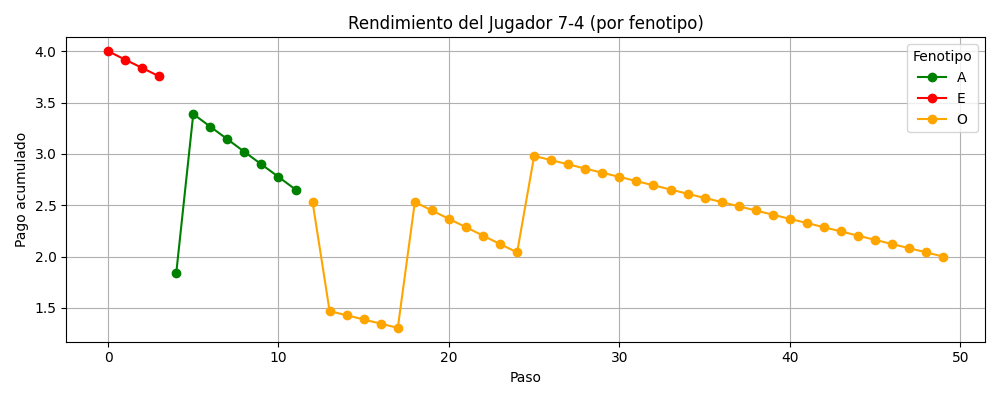 Rendimiento del Jugador 7-4 (por fenotipo)
Pago acumulado
4.0
3.5
3.0
2.5
2.0
1.5
Fenotipo
A
E
O
0 10 20 30 40 50
Paso